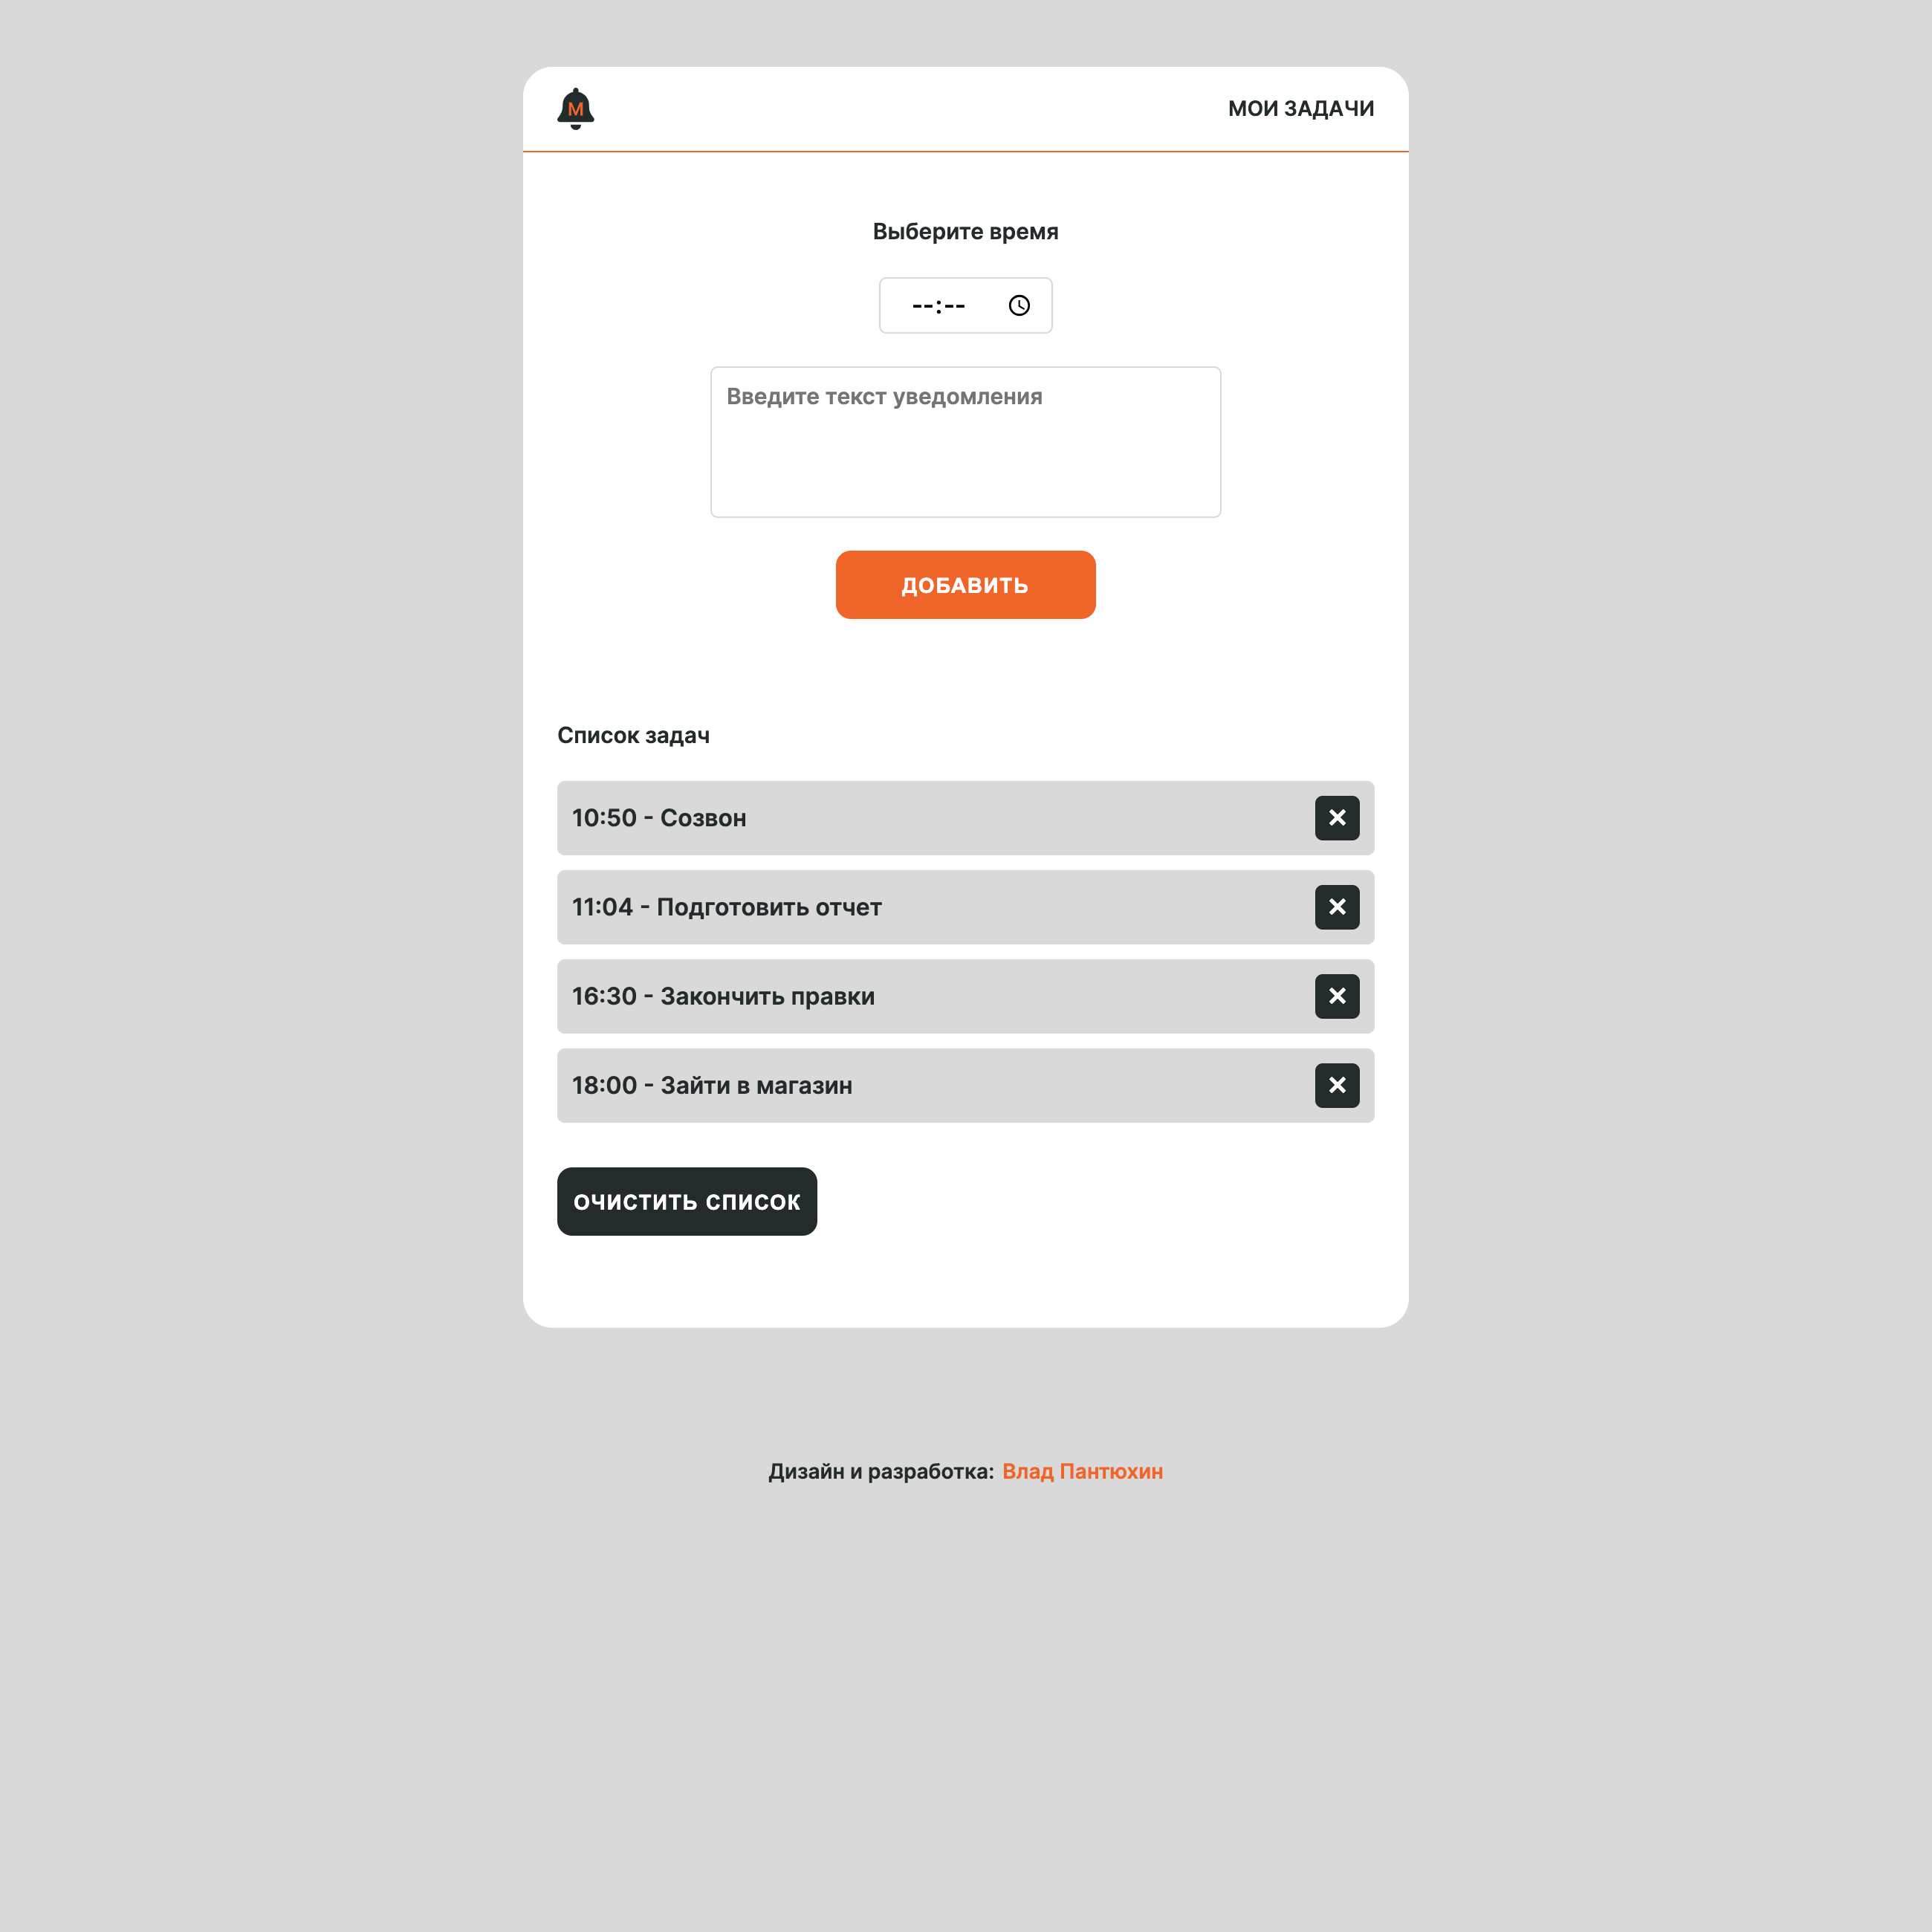 М
МОИ ЗАДАЧИ
Выберите время
--:--
Введите текст уведомления
ДОБАВИТЬ
Список задач
10:50 - Созвон
11:04 - Подготовить отчет
16:30 - Закончить правки
18:00 - Зайти в магазин
ОЧИСТИТЬ СПИСОК
Дизайн и разработка: Влад Пантюхин